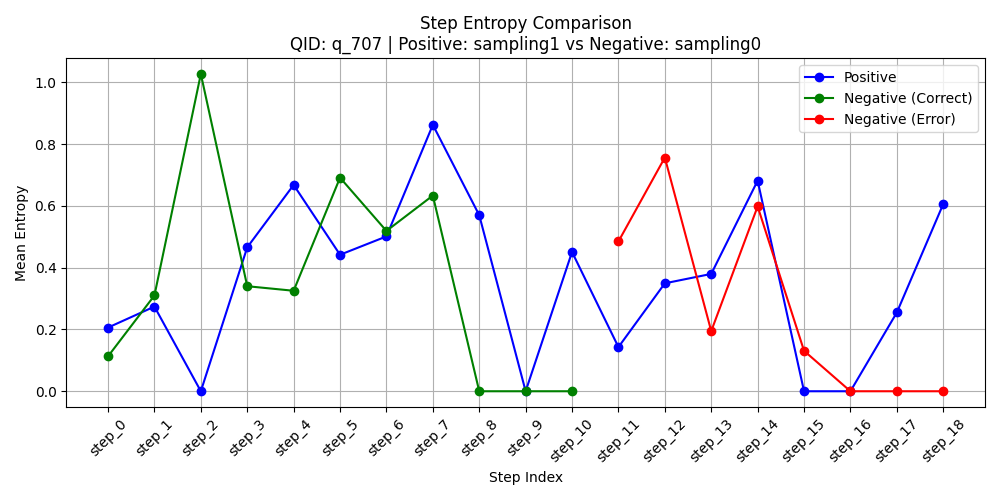 Step Entropy Comparison
QID: q_707 | Positive: sampling1 vs Negative: sampling0
Positive
Negative (Correct)
Negative (Error)
Mean Entropy
1.0
0.8
0.6
0.4
0.2
0.0
step_0
step_1
step_2
step_3
step_4
step_5
step_6
step_7
step_8
step_9
step_10
step_11
step_12
step_13
step_14
step_15
step_16
step_17
step_18
Step Index